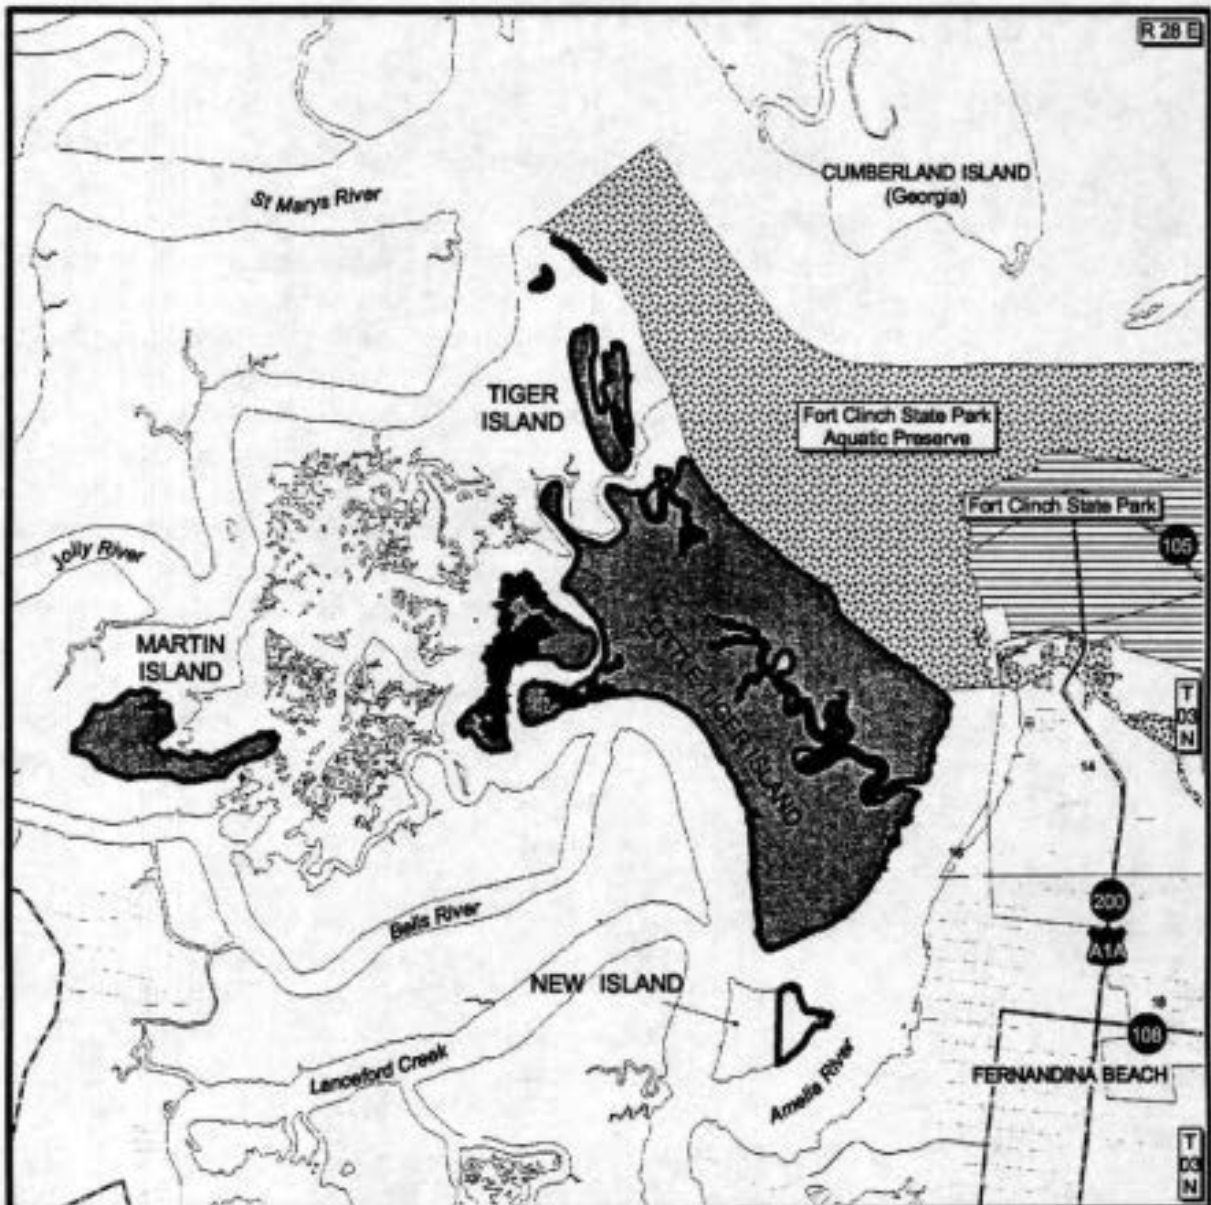 R 28 E
CUMBERLAND ISLAND
(Georgia)
St Marys River
TIGER
ISLAND
Fort Clinch State Park
Aquatic Preserve
Fort Clinch State Park
105
Jolly River
MARTIN
ISLAND
LITTLE TIGER ISLAND
T
03
N
14
200
A1A
Bells River
NEW ISLAND
18
108
Lanceford Creek
Amelia River
FERNANDINA BEACH
T
03
N